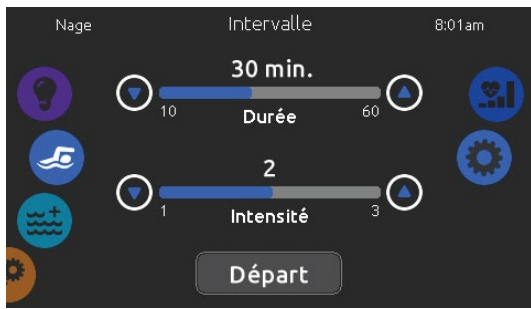 Nage Intervalle 8:01am
30 min.
10 Durée 60
2
1 Intensité 3
Départ